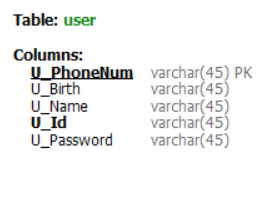 Table: user
Columns:
U_PhoneNum varchar(45) PK
U_Birth varchar(45)
U_Name varchar(45)
U_Id varchar(45)
U_Password varchar(45)